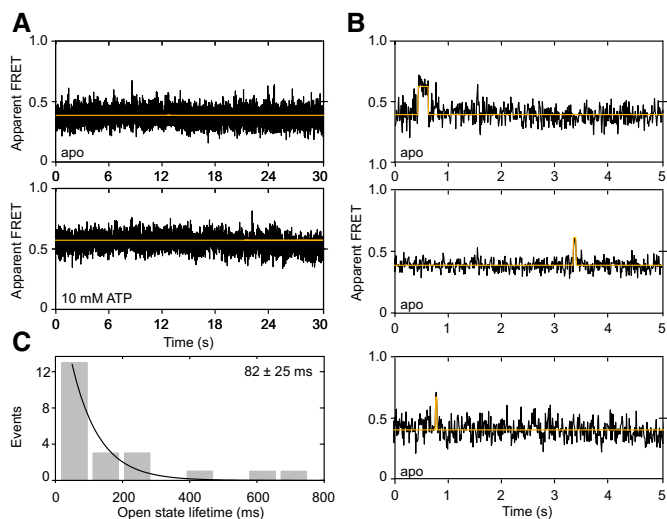 A
1.0
0.5
0
Apparent FRET
apo
0 6 12 18 24 30
1.0
0.5
0
Apparent FRET
10 mM ATP
0 6 12 18 24 30
Time (s)
C
12
8
4
0
Events
82 ± 25 ms
0 200 400 600 800
Open state lifetime (ms)
B
1.0
0.5
0
Apparent FRET
apo
0 1 2 3 4 5
1.0
0.5
0
Apparent FRET
apo
0 1 2 3 4 5
1.0
0.5
0
Apparent FRET
apo
0 1 2 3 4 5
Time (s)